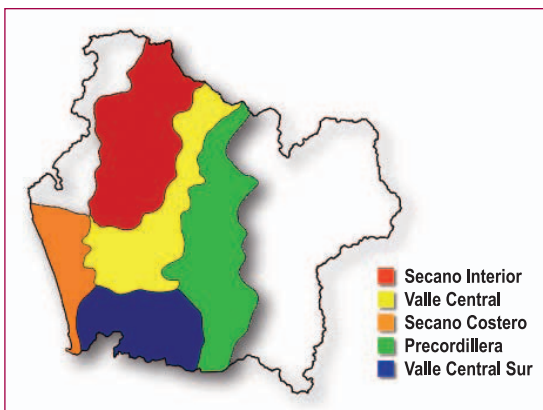 Secano Interior
Valle Central
Secano Costero
Precordillera
Valle Central Sur